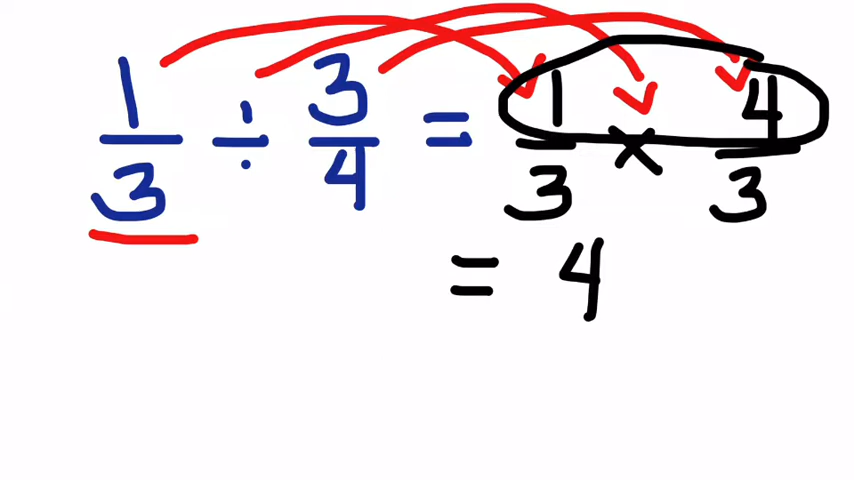 1/3 ÷ 3/4 = 1/3 × 4/3
= 4